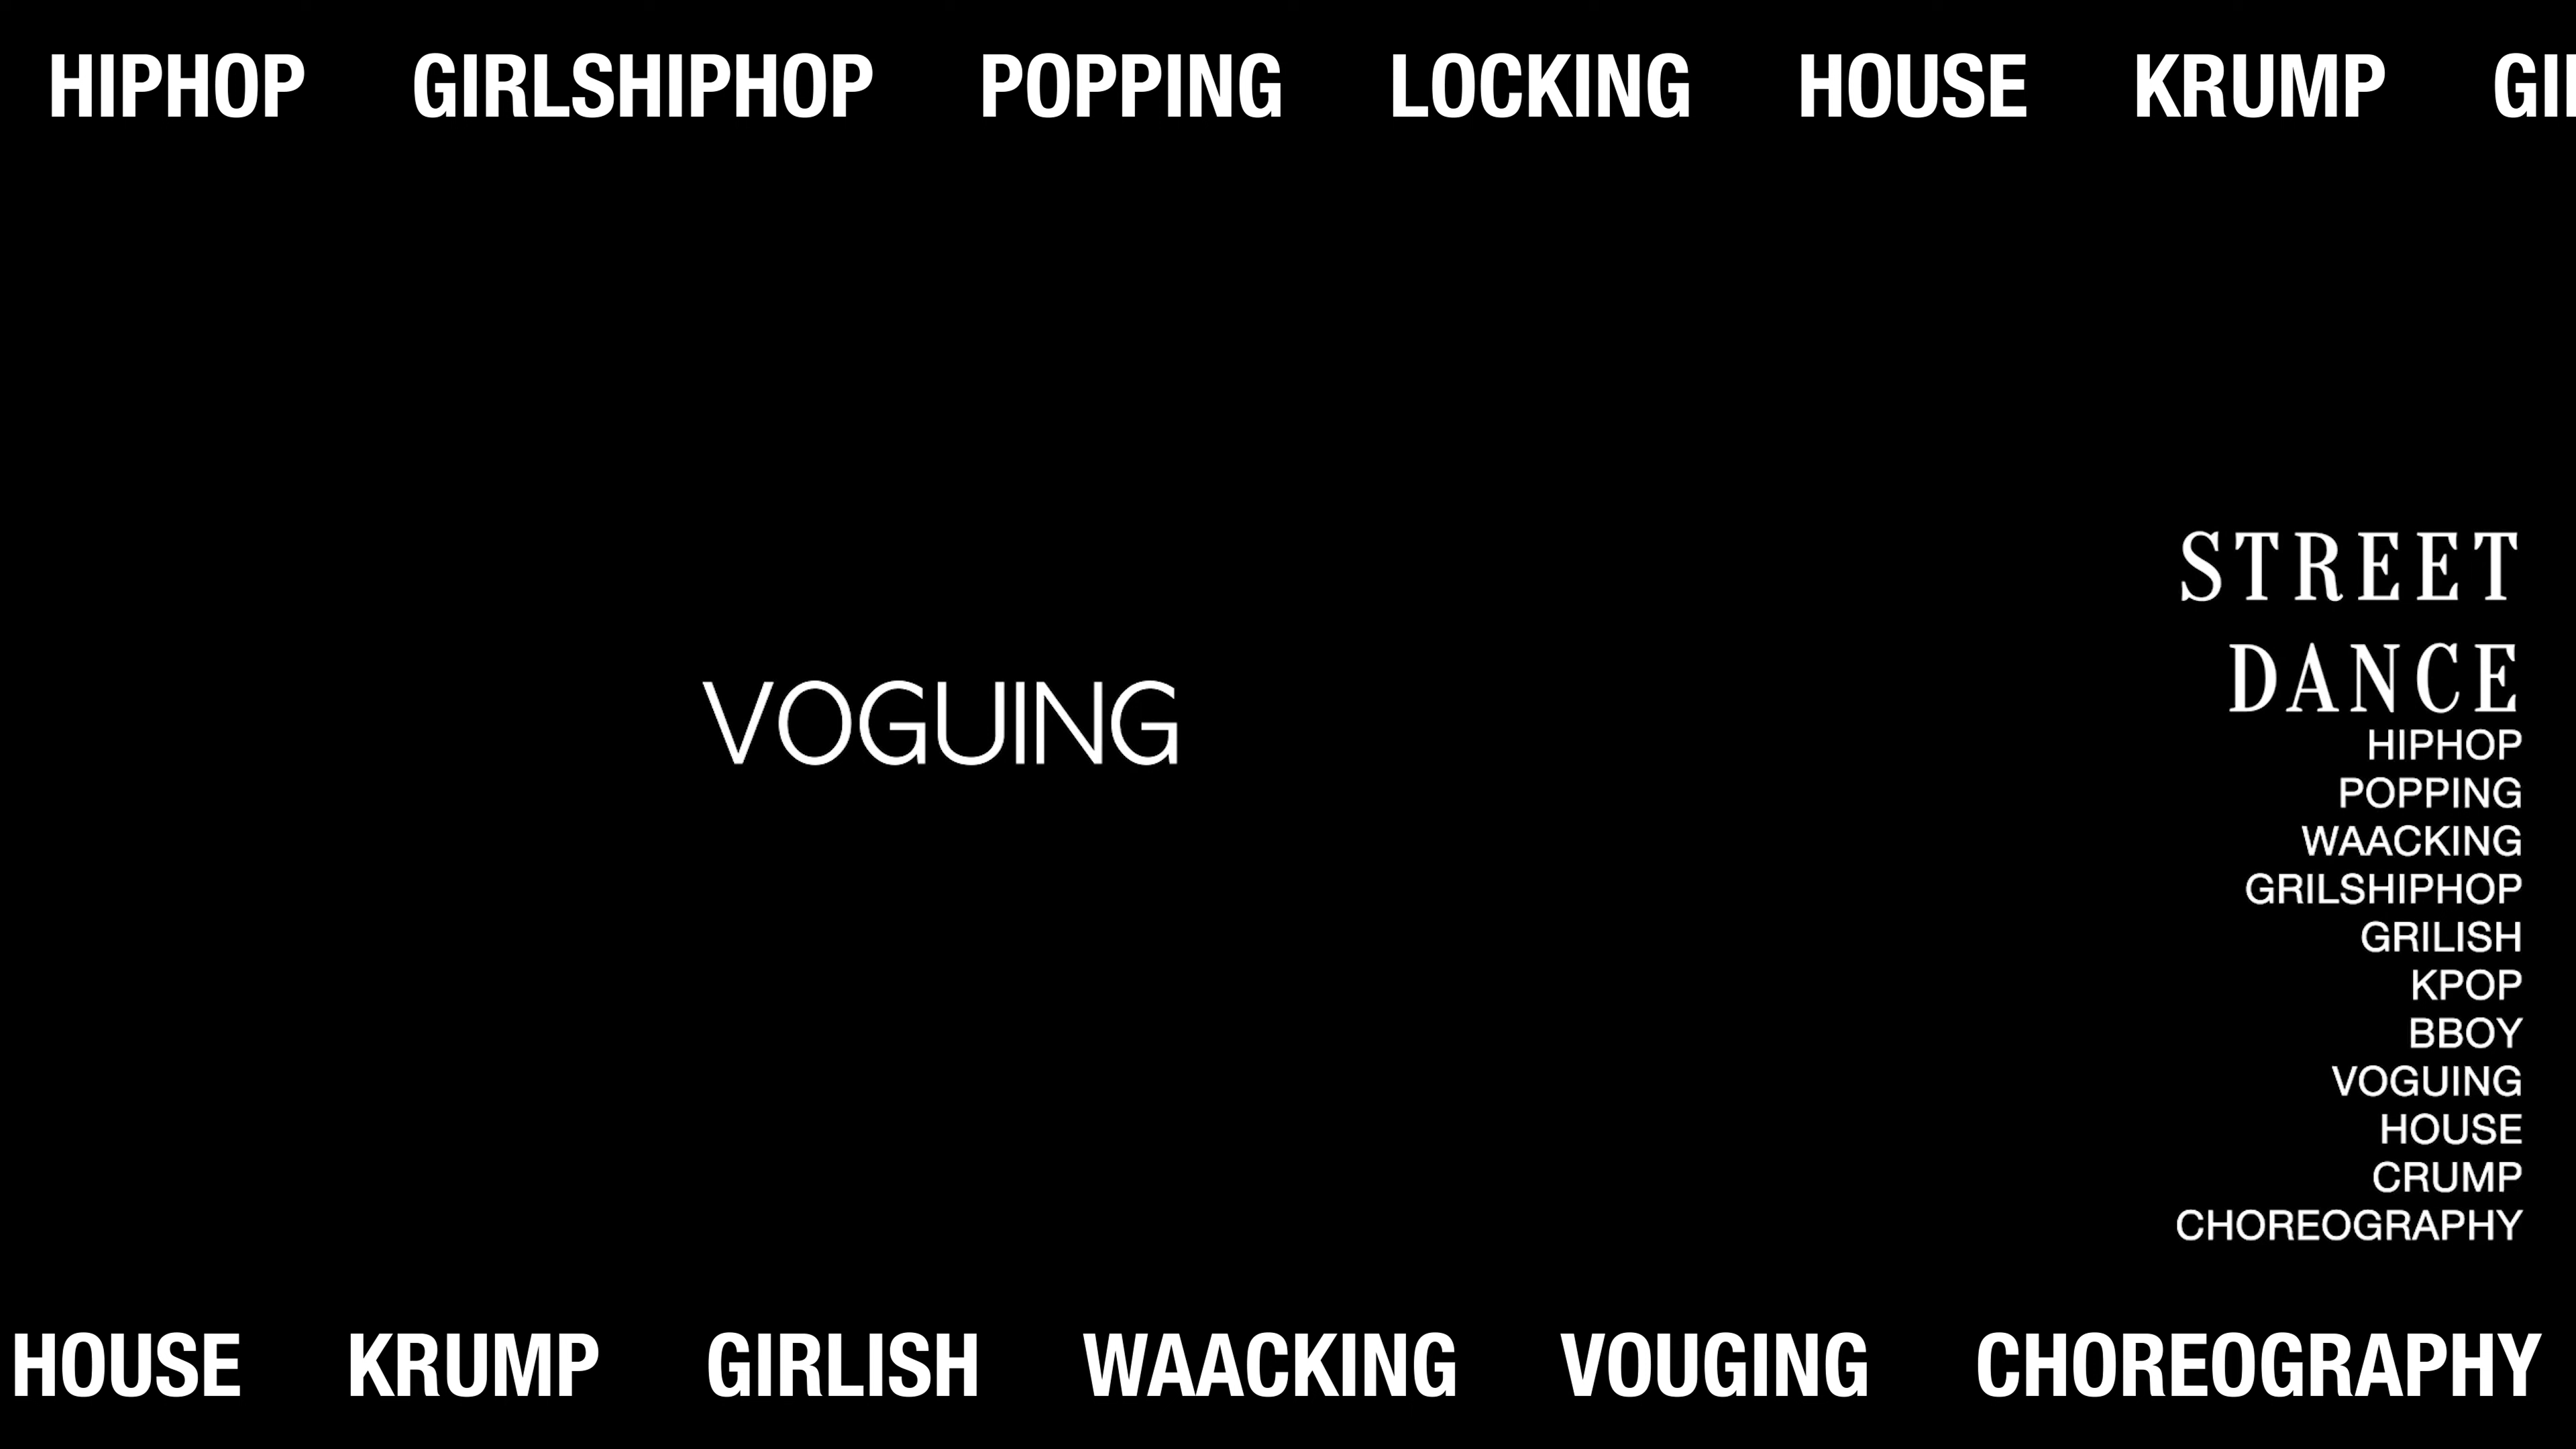 HIPHOP GIRLSHIPHOP POPPING LOCKING HOUSE KRUMP GI
VOGUING
STREET
DANCE
HIPHOP
POPPING
WAACKING
GRILSHIPHOP
GRILISH
KPOP
BBOY
VOGUING
HOUSE
CRUMP
CHOREOGRAPHY
HOUSE KRUMP GIRLISH WAACKING VOUGING CHOREOGRAPHY